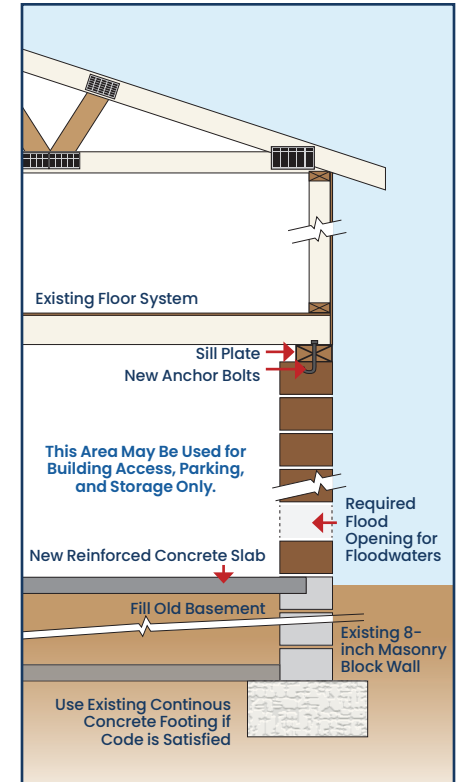 Existing Floor System
Sill Plate
New Anchor Bolts
This Area May Be Used for
Building Access, Parking,
and Storage Only.
Required
Flood
Opening for
Floodwaters
New Reinforced Concrete Slab
Fill Old Basement
Existing 8-
inch Masonry
Block Wall
Use Existing Continous
Concrete Footing if
Code is Satisfied